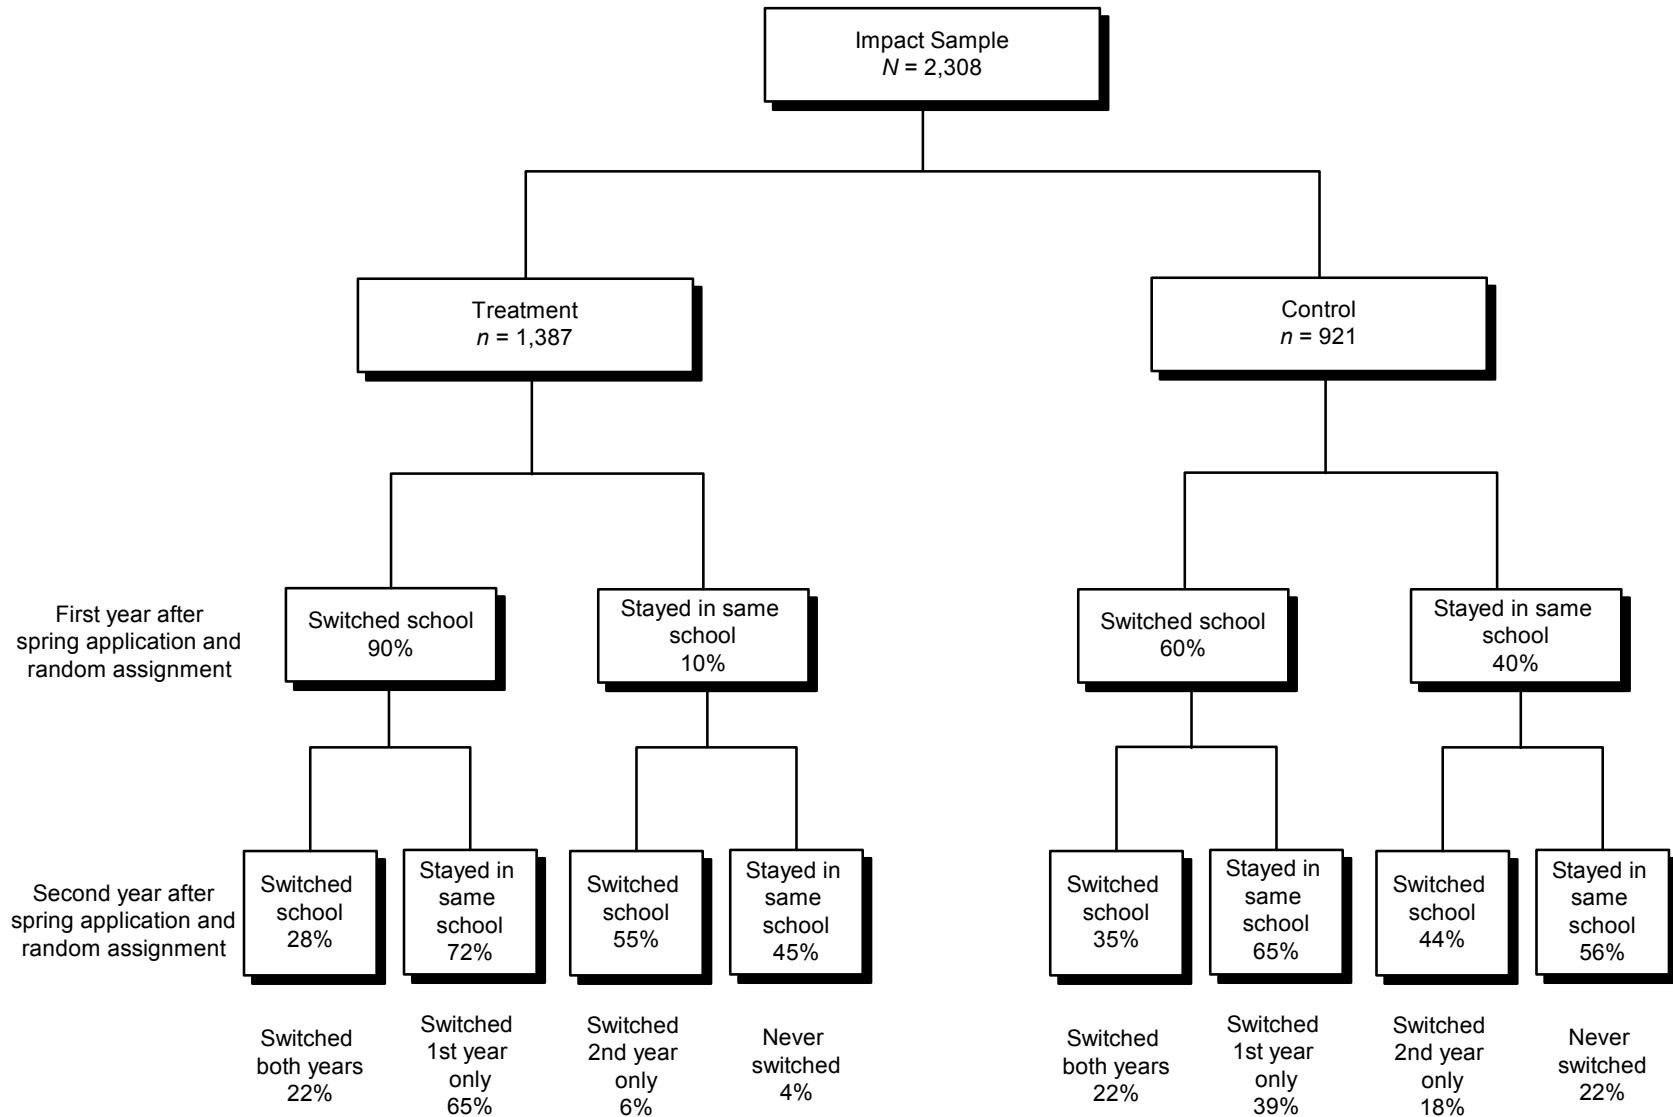 Impact Sample
N = 2,308
Treatment
n = 1,387
Control
n = 921
First year after
spring application and
random assignment
Switched school
90%
Stayed in same
school
10%
Switched school
60%
Stayed in same
school
40%
Second year after
spring application and
random assignment
Switched
school
28%
Stayed in
same
school
72%
Switched
school
55%
Stayed in
same
school
45%
Switched
school
35%
Stayed in
same
school
65%
Switched
school
44%
Stayed in
same
school
56%
Switched
both years
22%
Switched
1st year
only
65%
Switched
2nd year
only
6%
Never
switched
4%
Switched
both years
22%
Switched
1st year
only
39%
Switched
2nd year
only
18%
Never
switched
22%